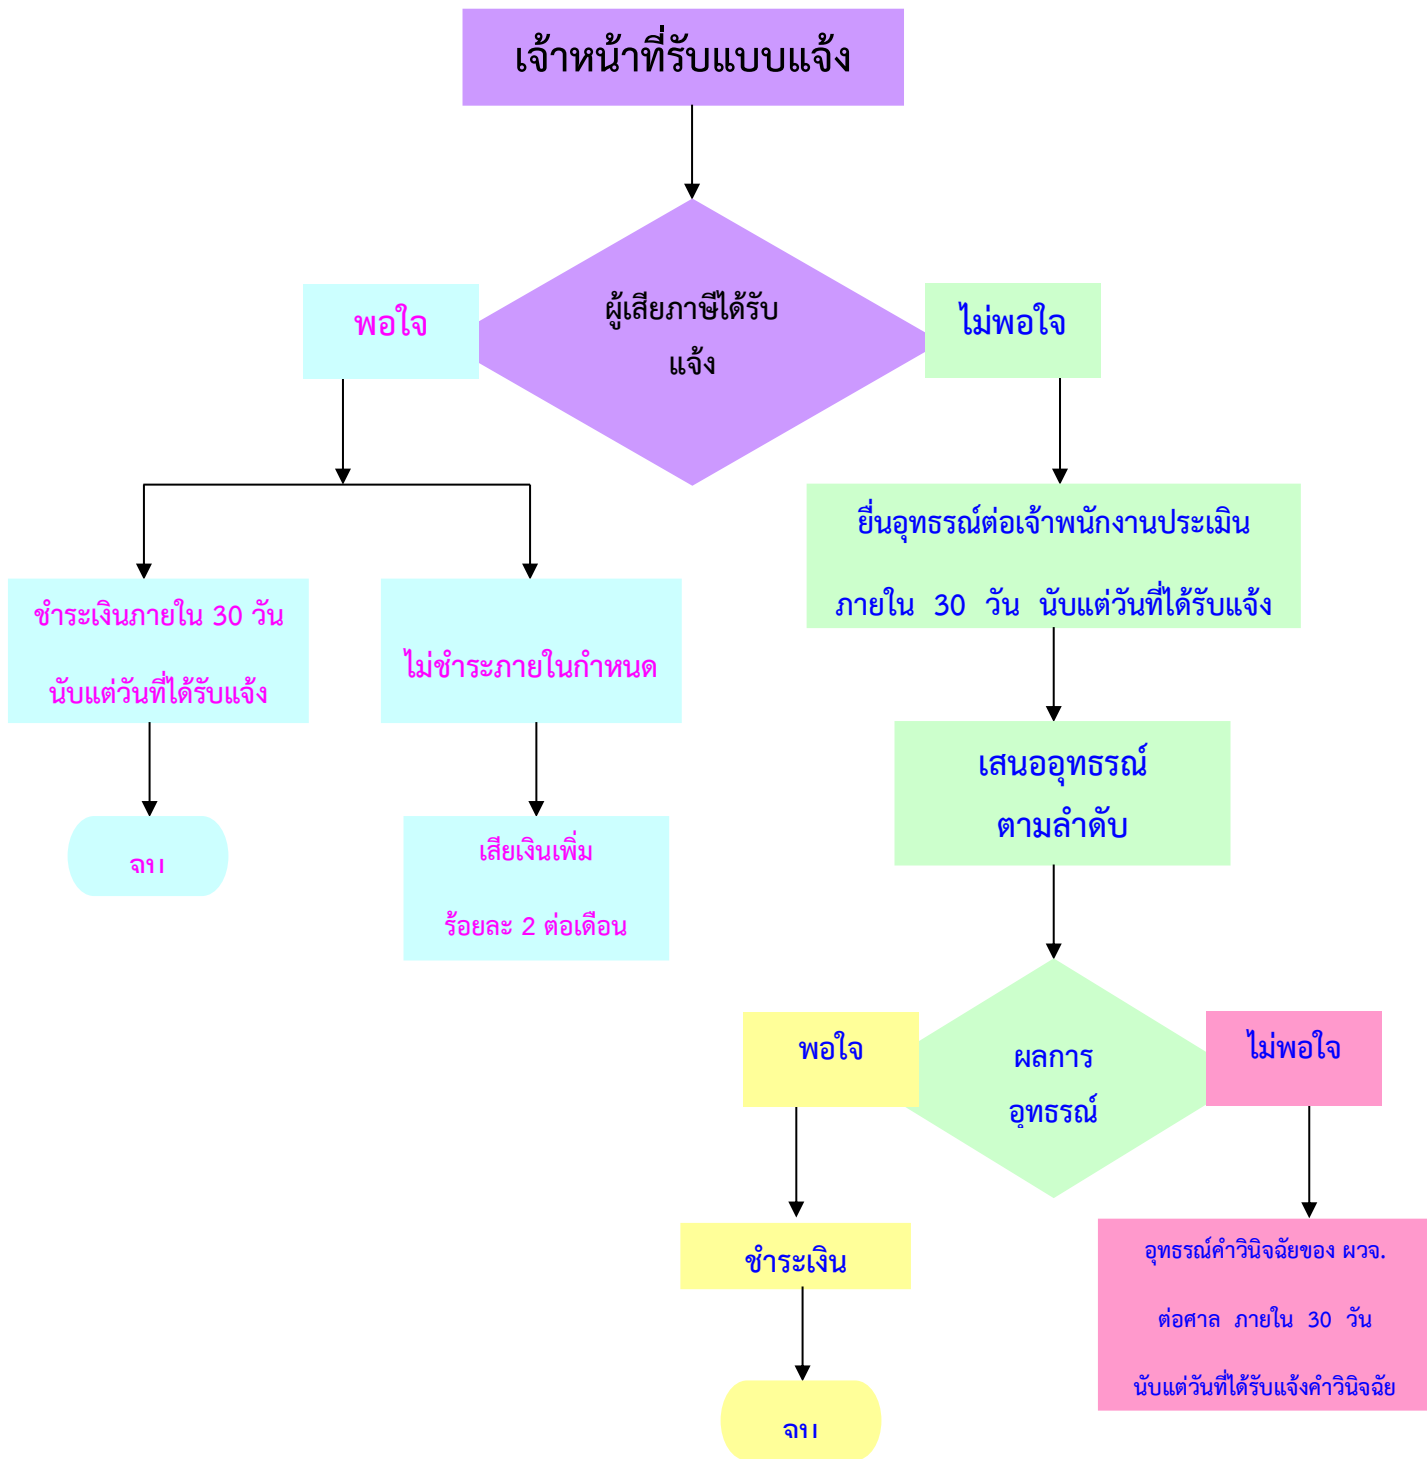 เจ้าหน้าที่รับแบบแจ้ง
ผู้เสียภาษีได้รับ
แจ้ง
พอใจ
ไม่พอใจ
ชำระเงินภายใน 30 วัน
นับแต่วันที่ได้รับแจ้ง
ไม่ชำระภายในกำหนด
ยื่นอุทธรณ์ต่อเจ้าพนักงานประเมิน
ภายใน 30 วัน นับแต่วันที่ได้รับแจ้ง
จบ
เสียเงินเพิ่ม
ร้อยละ 2 ต่อเดือน
เสนออุทธรณ์
ตามลำดับ
พอใจ
ผลการ
อุทธรณ์
ไม่พอใจ
ชำระเงิน
จบ
อุทธรณ์คำวินิจฉัยของ ผวจ.
ต่อศาล ภายใน 30 วัน
นับแต่วันที่ได้รับแจ้งคำวินิจฉัย